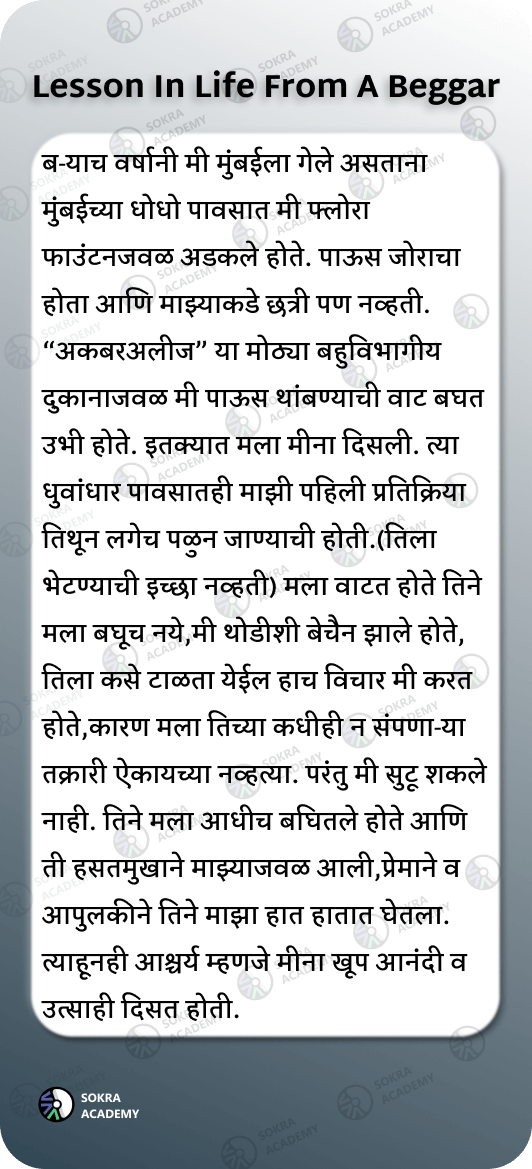 Lesson In Life From A Beggar
ब-याच वर्षानी मी मुंबईला गेले असताना
मुंबईच्या धोधो पावसात मी फ्लोरा
फाउंटनजवळ अडकले होते. पाऊस जोराचा
होता आणि माझ्याकडे छत्री पण नव्हती.
“अकबरअलीज” या मोठ्या बहुविभागीय
दुकानाजवळ मी पाऊस थांबण्याची वाट बघत
उभी होते. इतक्यात मला मीना दिसली. त्या
धुवांधार पावसातही माझी पहिली प्रतिक्रिया
तिथून लगेच पळुन जाण्याची होती.(तिला
भेटण्याची इच्छा नव्हती) मला वाटत होते तिने
मला बघूच नये,मी थोडीशी बेचैन झाले होते,
तिला कसे टाळता येईल हाच विचार मी करत
होते,कारण मला तिच्या कधीही न संपणा-या
तक्रारी ऐकायच्या नव्हत्या. परंतु मी सुटू शकले
नाही. तिने मला आधीच बघितले होते आणि
ती हसतमुखाने माझ्याजवळ आली,प्रेमाने व
आपुलकीने तिने माझा हात हातात घेतला.
त्याहूनही आश्चर्य म्हणजे मीना खूप आनंदी व
उत्साही दिसत होती.
SOKRA
ACADEMY